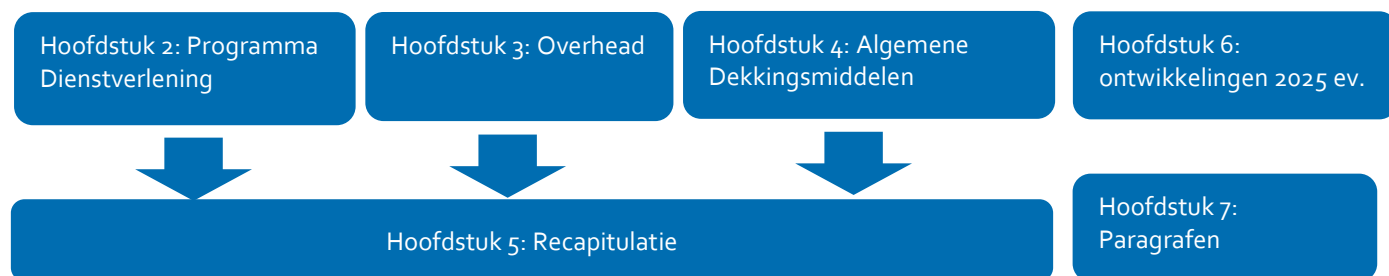 Hoofdstuk 2: Programma
Dienstverlening
Hoofdstuk 3: Overhead
Hoofdstuk 4: Algemene
Dekkingsmiddelen
Hoofdstuk 6:
ontwikkelingen 2025 ev.
Hoofdstuk 5: Recapitulatie
Hoofdstuk 7:
Paragrafen